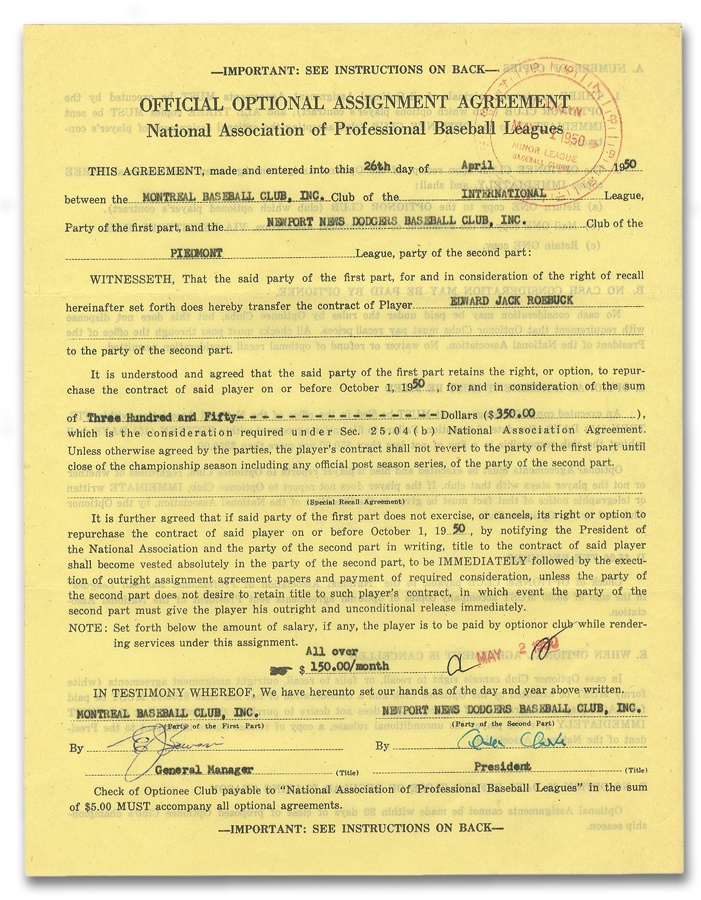 —IMPORTANT: SEE INSTRUCTIONS ON BACK—
OFFICIAL OPTIONAL ASSIGNMENT AGREEMENT
National Association of Professional Baseball Leagues
MAY 1 1950
MINOR LEAGUE
BASEBALL
THIS AGREEMENT, made and entered into this 26th day of April 1950
between the MONTREAL BASEBALL CLUB, INC. Club of the INTERNATIONAL League,
Party of the first part, and the NEWPORT NEWS DODGERS BASEBALL CLUB, INC. Club of the
PIEDMONT League, party of the second part:
WITNESSETH, That the said party of the first part, for and in consideration of the right of recall
hereinafter set forth does hereby transfer the contract of Player EDWARD JACK ROEBUCK
to the party of the second part.
It is understood and agreed that the said party of the first part retains the right, or option, to repur-
chase the contract of said player on or before October 1, 1950, for and in consideration of the sum
of Three Hundred and Fifty- - - - - - - - - - - - - - - - - - Dollars ($350.00 ),
which is the consideration required under Sec. 25.04(b) National Association Agreement.
Unless otherwise agreed by the parties, the player's contract shall not revert to the party of the first part until
close of the championship season including any official post season series, of the party of the second part.
(Special Recall Agreement)
It is further agreed that if said party of the first part does not exercise, or cancels, its right or option to
repurchase the contract of said player on or before October 1, 19 50, by notifying the President of
the National Association and the party of the second part in writing, title to the contract of said player
shall become vested absolutely in the party of the second part, to be IMMEDIATELY followed by the execu-
tion of outright assignment agreement papers and payment of required consideration, unless the party of
the second part does not desire to retain title to such player's contract, in which event the party of the
second part must give the player his outright and unconditional release immediately.
NOTE: Set forth below the amount of salary, if any, the player is to be paid by optionor club while render-
ing services under this assignment.
All over
$ 150.00/month
MAY 2 1950
IN TESTIMONY WHEREOF, We have hereunto set our hands as of the day and year above written.
MONTREAL BASEBALL CLUB, INC. NEWPORT NEWS DODGERS BASEBALL CLUB, INC.
(Party of the First Part) (Party of the Second Part)
By By
General Manager (Title) President (Title)
Check of Optionee Club payable to "National Association of Professional Baseball Leagues" in the sum
of $5.00 MUST accompany all optional agreements.
—IMPORTANT: SEE INSTRUCTIONS ON BACK—